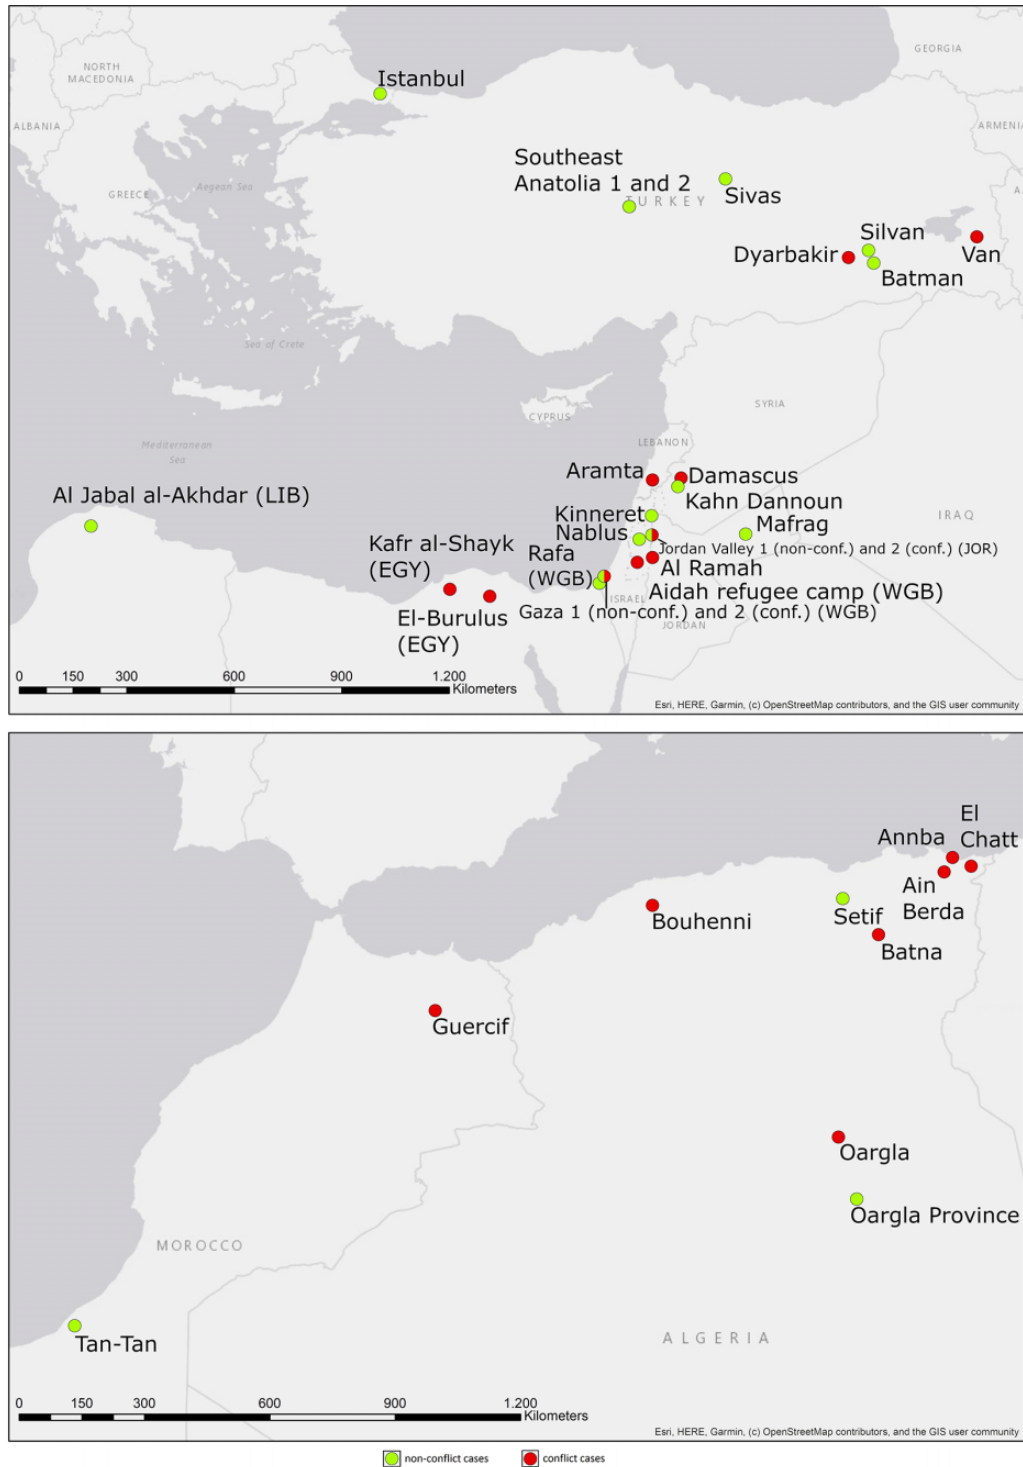 GEORGIA
NORTH
MACEDONIA
Istanbul
ALBANIA
ARMENIA
Southeast
Anatolia 1 and 2
Aegean Sea
GREECE
TURKEY
Sivas
Silvan
Dyarbakir
Van
Batman
Sea of Crete
SYRIA
CYPRUS
Mediterranean
Sea
LEBANON
Aramta
Damascus
Kahn Dannoun
Al Jabal al-Akhdar (LIB)
Kinneret
Mafrag
IRAQ
Nablus
Jordan Valley 1 (non-conf.) and 2 (conf.) (JOR)
Kafr al-Shayk
(EGY)
Rafa
(WGB)
Al Ramah
Aidah refugee camp (WGB)
ISRAEL
Gaza 1 (non-conf.) and 2 (conf.) (WGB)
El-Burulus
(EGY)
JORDAN
0 150 300 600 900 1.200
Kilometers
Esri, HERE, Garmin, (c) OpenStreetMap contributors, and the GIS user community
El
Chatt
Annba
Ain
Berda
Setif
Bouhenni
Batna
Guercif
Oargla
Oargla Province
MOROCCO
Tan-Tan
ALGERIA
0 150 300 600 900 1.200
Kilometers
Esri, HERE, Garmin, (c) OpenStreetMap contributors, and the GIS user community
non-conflict cases conflict cases